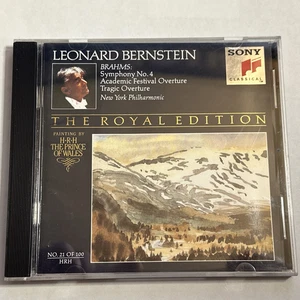 LEONARD BERNSTEIN
BRAHMS:
Symphony No. 4
Academic Festival Overture
Tragic Overture
New York Philharmonic
SONY
CLASSICAL
THE ROYAL EDITION
PAINTING BY
H·R·H
THE PRINCE
OF WALES
NO. 21 OF 100
HRH